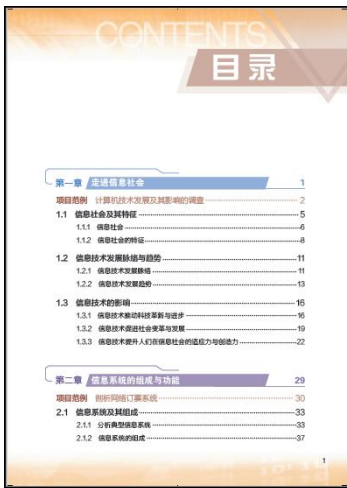 CONTENTS
目录
第一章 走进信息社会 1
项目范例 计算机技术发展及其影响的调查 2
1.1 信息社会及其特征 5
1.1.1 信息社会 6
1.1.2 信息社会的特征 8
1.2 信息技术发展脉络与趋势 11
1.2.1 信息技术发展脉络 11
1.2.2 信息技术发展趋势 13
1.3 信息技术的影响 16
1.3.1 信息技术推动科技革新与进步 16
1.3.2 信息技术促进社会变革与发展 19
1.3.3 信息技术提升人们在信息社会的适应力与创造力 22
第二章 信息系统的组成与功能 29
项目范例 剖析网络订票系统 30
2.1 信息系统及其组成 33
2.1.1 分析典型信息系统 33
2.1.2 信息系统的组成 37
1